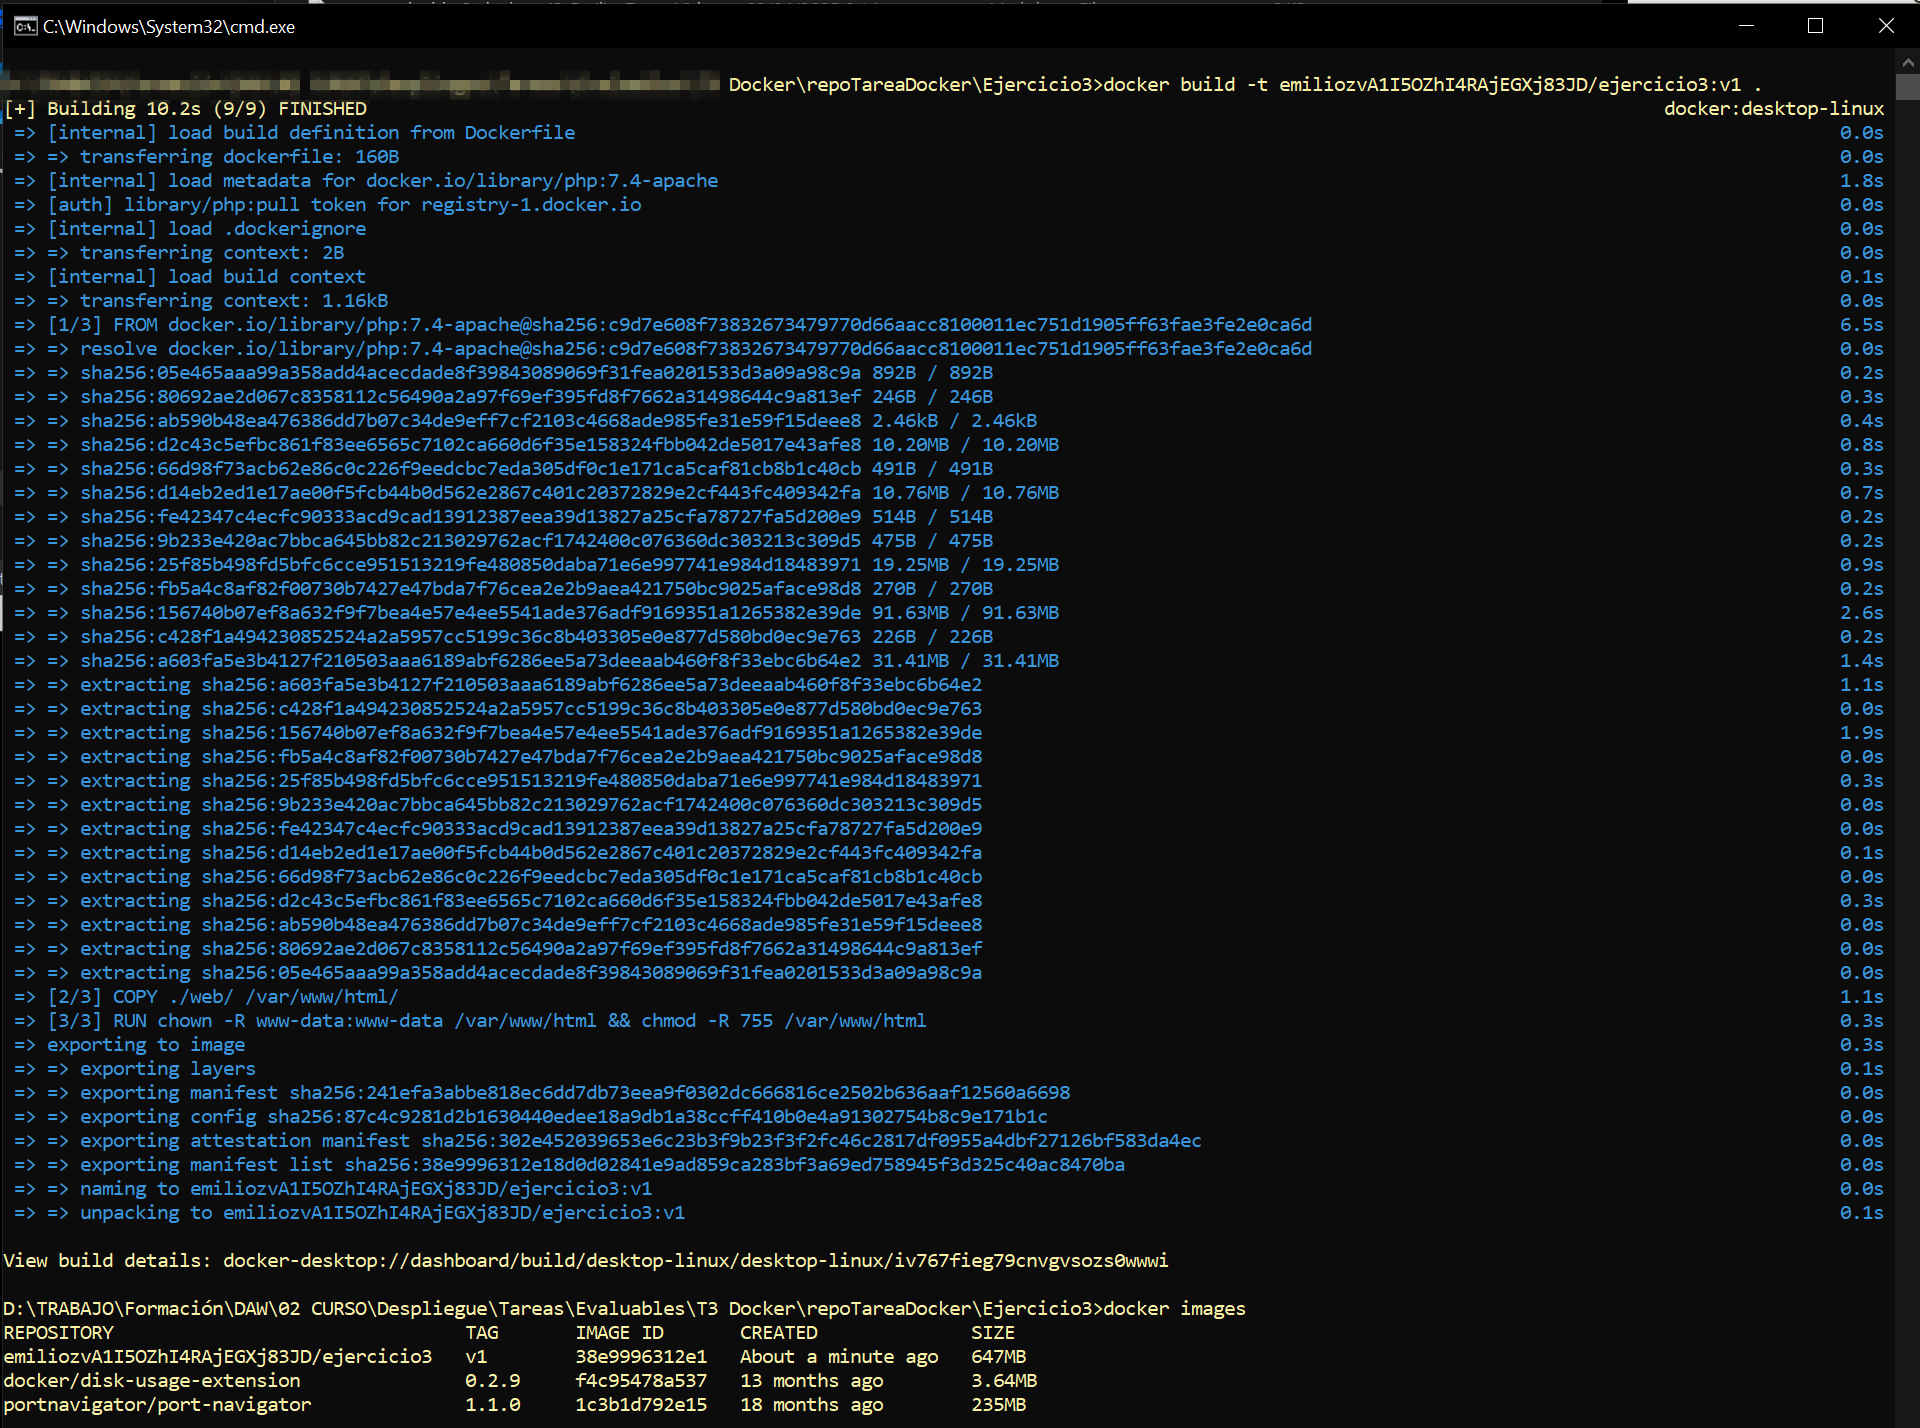 C:\Windows\System32\cmd.exe
Docker\repoTareaDocker\Ejercicio3>docker build -t emiliozvA1I5OZhI4RAjEGXj83JD/ejercicio3:v1 .
[+] Building 10.2s (9/9) FINISHED docker:desktop-linux
=> [internal] load build definition from Dockerfile 0.0s
=> => transferring dockerfile: 160B 0.0s
=> [internal] load metadata for docker.io/library/php:7.4-apache 1.8s
=> [auth] library/php:pull token for registry-1.docker.io 0.0s
=> [internal] load .dockerignore 0.0s
=> => transferring context: 2B 0.0s
=> [internal] load build context 0.1s
=> => transferring context: 1.16kB 0.0s
=> [1/3] FROM docker.io/library/php:7.4-apache@sha256:c9d7e608f73832673479770d66aacc8100011ec751d1905ff63fae3fe2e0ca6d 6.5s
=> => resolve docker.io/library/php:7.4-apache@sha256:c9d7e608f73832673479770d66aacc8100011ec751d1905ff63fae3fe2e0ca6d 0.0s
=> => sha256:05e465aaa99a358add4acecdade8f39843089069f31fea0201533d3a09a98c9a 892B / 892B 0.2s
=> => sha256:80692ae2d067c8358112c56490a2a97f69ef395fd8f7662a31498644c9a813ef 246B / 246B 0.3s
=> => sha256:ab590b48ea476386dd7b07c34de9eff7cf2103c4668ade985fe31e59f15deee8 2.46kB / 2.46kB 0.4s
=> => sha256:d2c43c5efbc861f83ee6565c7102ca660d6f35e158324fbb042de5017e43afe8 10.20MB / 10.20MB 0.8s
=> => sha256:66d98f73acb62e86c0c226f9eedcbc7eda305df0c1e171ca5caf81cb8b1c40cb 491B / 491B 0.3s
=> => sha256:d14eb2ed1e17ae00f5fcb44b0d562e2867c401c20372829e2cf443fc409342fa 10.76MB / 10.76MB 0.7s
=> => sha256:fe42347c4ecfc90333acd9cad13912387eea39d13827a25cfa78727fa5d200e9 514B / 514B 0.2s
=> => sha256:9b233e420ac7bbca645bb82c213029762acf1742400c076360dc303213c309d5 475B / 475B 0.2s
=> => sha256:25f85b498fd5bfc6cce951513219fe480850daba71e6e997741e984d18483971 19.25MB / 19.25MB 0.9s
=> => sha256:fb5a4c8af82f00730b7427e47bda7f76cea2e2b9aea421750bc9025aface98d8 270B / 270B 0.2s
=> => sha256:156740b07ef8a632f9f7bea4e57e4ee5541ade376adf9169351a1265382e39de 91.63MB / 91.63MB 2.6s
=> => sha256:c428f1a494230852524a2a5957cc5199c36c8b403305e0e877d580bd0ec9e763 226B / 226B 0.2s
=> => sha256:a603fa5e3b4127f210503aaa6189abf6286ee5a73deeaab460f8f33ebc6b64e2 31.41MB / 31.41MB 1.4s
=> => extracting sha256:a603fa5e3b4127f210503aaa6189abf6286ee5a73deeaab460f8f33ebc6b64e2 1.1s
=> => extracting sha256:c428f1a494230852524a2a5957cc5199c36c8b403305e0e877d580bd0ec9e763 0.0s
=> => extracting sha256:156740b07ef8a632f9f7bea4e57e4ee5541ade376adf9169351a1265382e39de 1.9s
=> => extracting sha256:fb5a4c8af82f00730b7427e47bda7f76cea2e2b9aea421750bc9025aface98d8 0.0s
=> => extracting sha256:25f85b498fd5bfc6cce951513219fe480850daba71e6e997741e984d18483971 0.3s
=> => extracting sha256:9b233e420ac7bbca645bb82c213029762acf1742400c076360dc303213c309d5 0.0s
=> => extracting sha256:fe42347c4ecfc90333acd9cad13912387eea39d13827a25cfa78727fa5d200e9 0.0s
=> => extracting sha256:d14eb2ed1e17ae00f5fcb44b0d562e2867c401c20372829e2cf443fc409342fa 0.1s
=> => extracting sha256:66d98f73acb62e86c0c226f9eedcbc7eda305df0c1e171ca5caf81cb8b1c40cb 0.0s
=> => extracting sha256:d2c43c5efbc861f83ee6565c7102ca660d6f35e158324fbb042de5017e43afe8 0.3s
=> => extracting sha256:ab590b48ea476386dd7b07c34de9eff7cf2103c4668ade985fe31e59f15deee8 0.0s
=> => extracting sha256:80692ae2d067c8358112c56490a2a97f69ef395fd8f7662a31498644c9a813ef 0.0s
=> => extracting sha256:05e465aaa99a358add4acecdade8f39843089069f31fea0201533d3a09a98c9a 0.0s
=> [2/3] COPY ./web/ /var/www/html/ 1.1s
=> [3/3] RUN chown -R www-data:www-data /var/www/html && chmod -R 755 /var/www/html 0.3s
=> exporting to image 0.3s
=> => exporting layers 0.1s
=> => exporting manifest sha256:241efa3abbe818ec6dd7db73eea9f0302dc666816ce2502b636aaf12560a6698 0.0s
=> => exporting config sha256:87c4c9281d2b1630440edee18a9db1a38ccff410b0e4a91302754b8c9e171b1c 0.0s
=> => exporting attestation manifest sha256:302e452039653e6c23b3f9b23f3f2fc46c2817df0955a4dbf27126bf583da4ec 0.0s
=> => exporting manifest list sha256:38e9996312e18d0d02841e9ad859ca283bf3a69ed758945f3d325c40ac8470ba 0.0s
=> => naming to emiliozvA1I5OZhI4RAjEGXj83JD/ejercicio3:v1 0.0s
=> => unpacking to emiliozvA1I5OZhI4RAjEGXj83JD/ejercicio3:v1 0.1s
View build details: docker-desktop://dashboard/build/desktop-linux/desktop-linux/iv767fieg79cnvgvsozs0wwwi
D:\TRABAJO\Formación\DAW\02 CURSO\Despliegue\Tareas\Evaluables\T3 Docker\repoTareaDocker\Ejercicio3>docker images
REPOSITORY TAG IMAGE ID CREATED SIZE
emiliozvA1I5OZhI4RAjEGXj83JD/ejercicio3 v1 38e9996312e1 About a minute ago 647MB
docker/disk-usage-extension 0.2.9 f4c95478a537 13 months ago 3.64MB
portnavigator/port-navigator 1.1.0 1c3b1d792e15 18 months ago 235MB